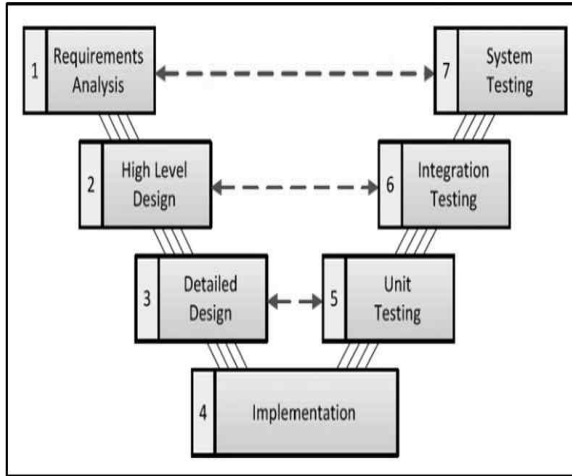 1
Requirements
Analysis
7
System
Testing
2
High Level
Design
6
Integration
Testing
3
Detailed
Design
5
Unit
Testing
4
Implementation